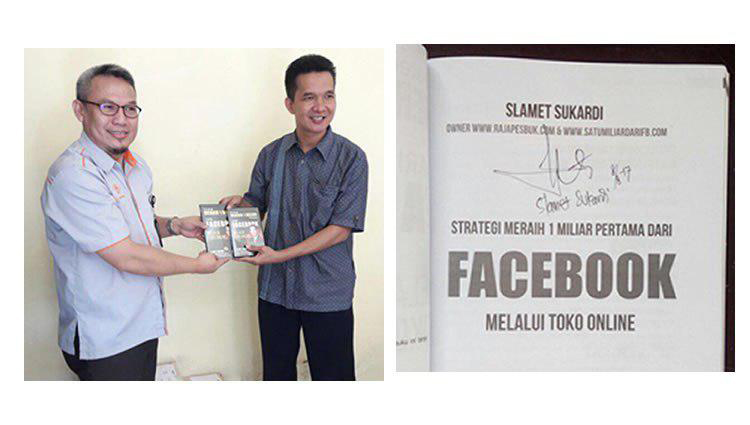 FACEBOOK
SLAMET SUKARDI
OWNER WWW.RAJAPESBUK.COM & WWW.SATUMILIARDARIFB.COM
Slamet Sukardi
STRATEGI MERAIH 1 MILIAR PERTAMA DARI
FACEBOOK
MELALUI TOKO ONLINE